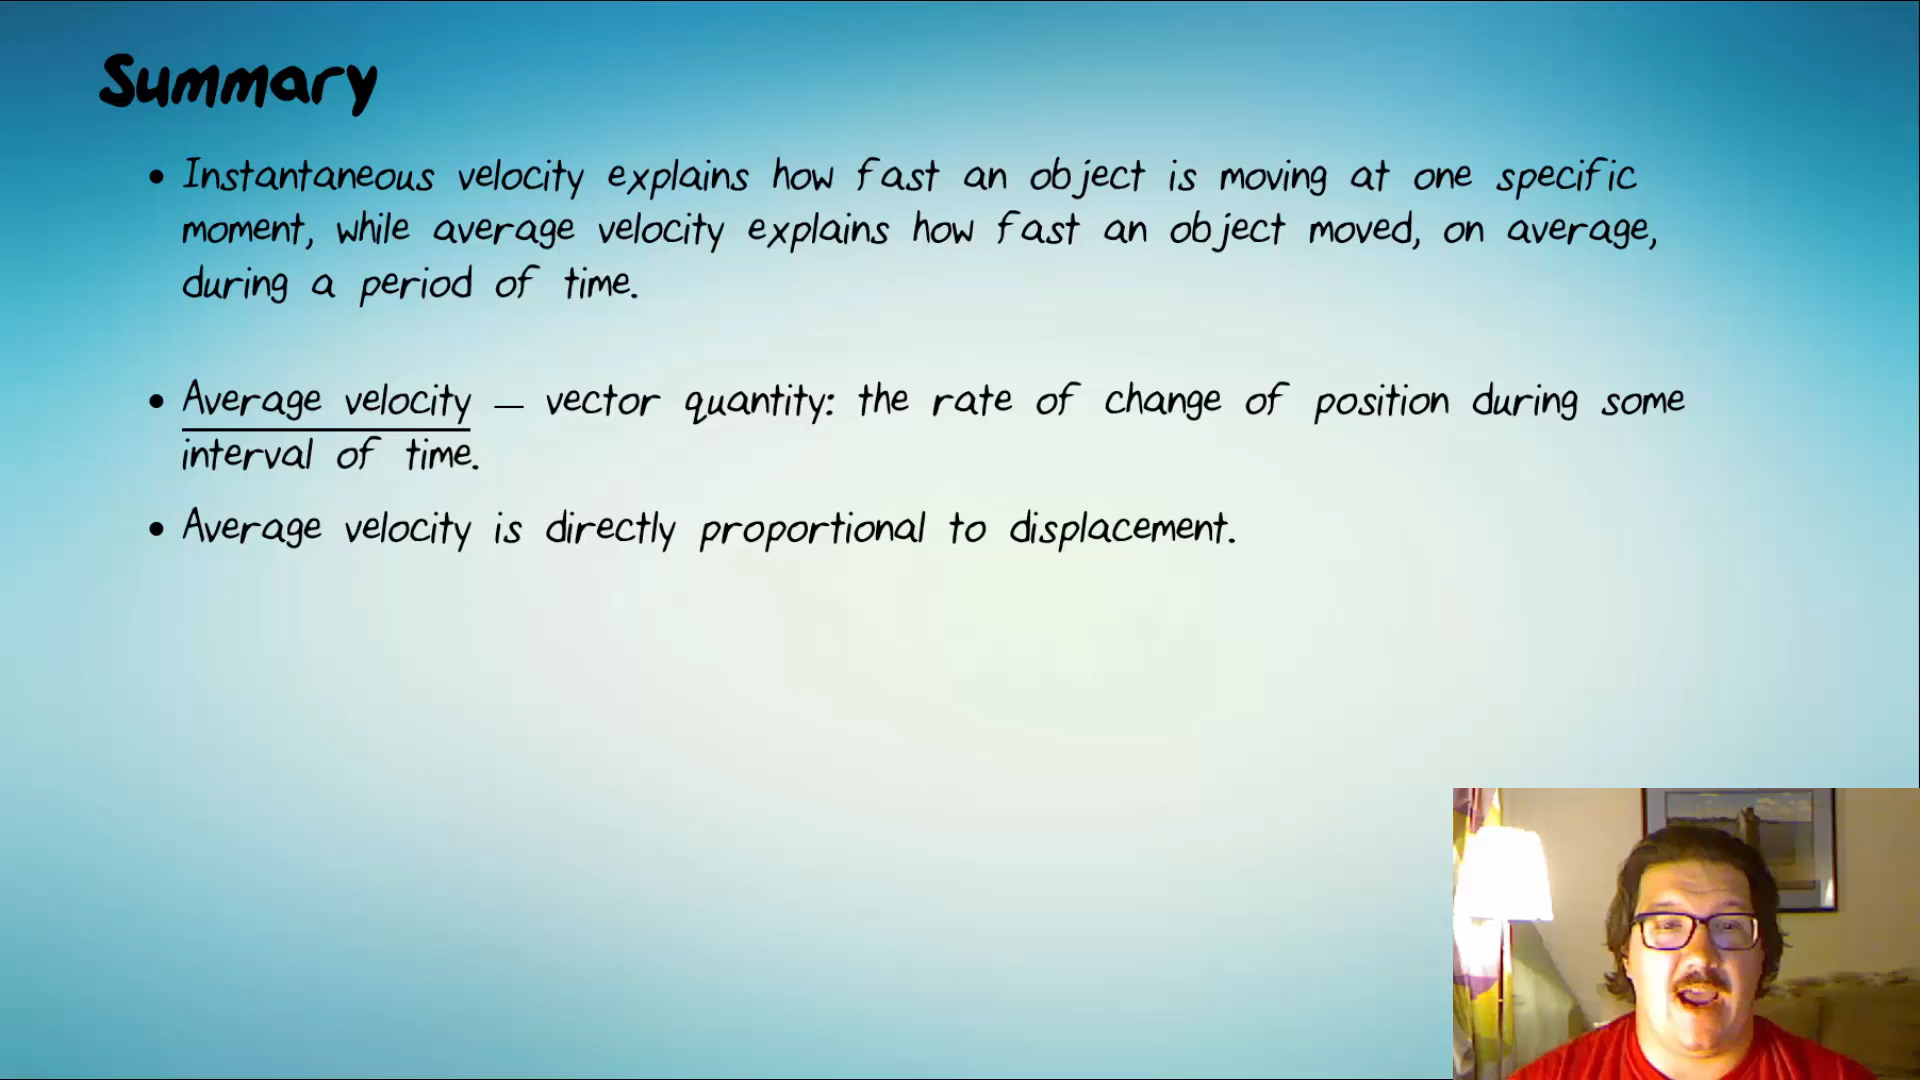 Summary
• Instantaneous velocity explains how fast an object is moving at one specific
moment, while average velocity explains how fast an object moved, on average,
during a period of time.
• Average velocity – vector quantity: the rate of change of position during some
interval of time.
• Average velocity is directly proportional to displacement.